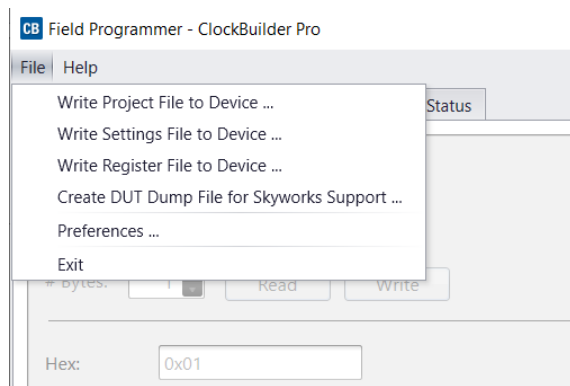 CB Field Programmer - ClockBuilder Pro
File Help
Write Project File to Device ...
Status
Write Settings File to Device ...
Write Register File to Device ...
Create DUT Dump File for Skyworks Support ...
Preferences ...
Exit
# Bytes: 1 Read Write
Hex: 0x01